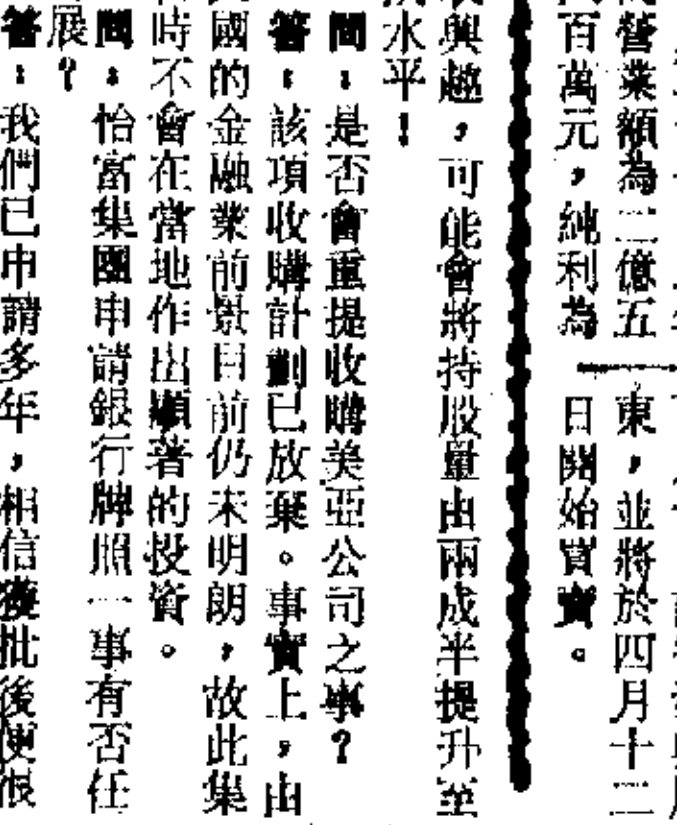 營業額為二億五
百萬元,純利為
東,並將於四月十二
日開始買賣。
興趣,可能會將持股量由兩成半提升至
水平!
問:是否會重提收購美亞公司之事?
答:該項收購計劃已放棄。事實上,由
國的金融業前景目前仍未明朗,故此集
時不會在當地作出顯著的投資。
問:怡富集團申請銀行牌照一事有否任
展?
答:我們已申請多年,相信獲批後便很